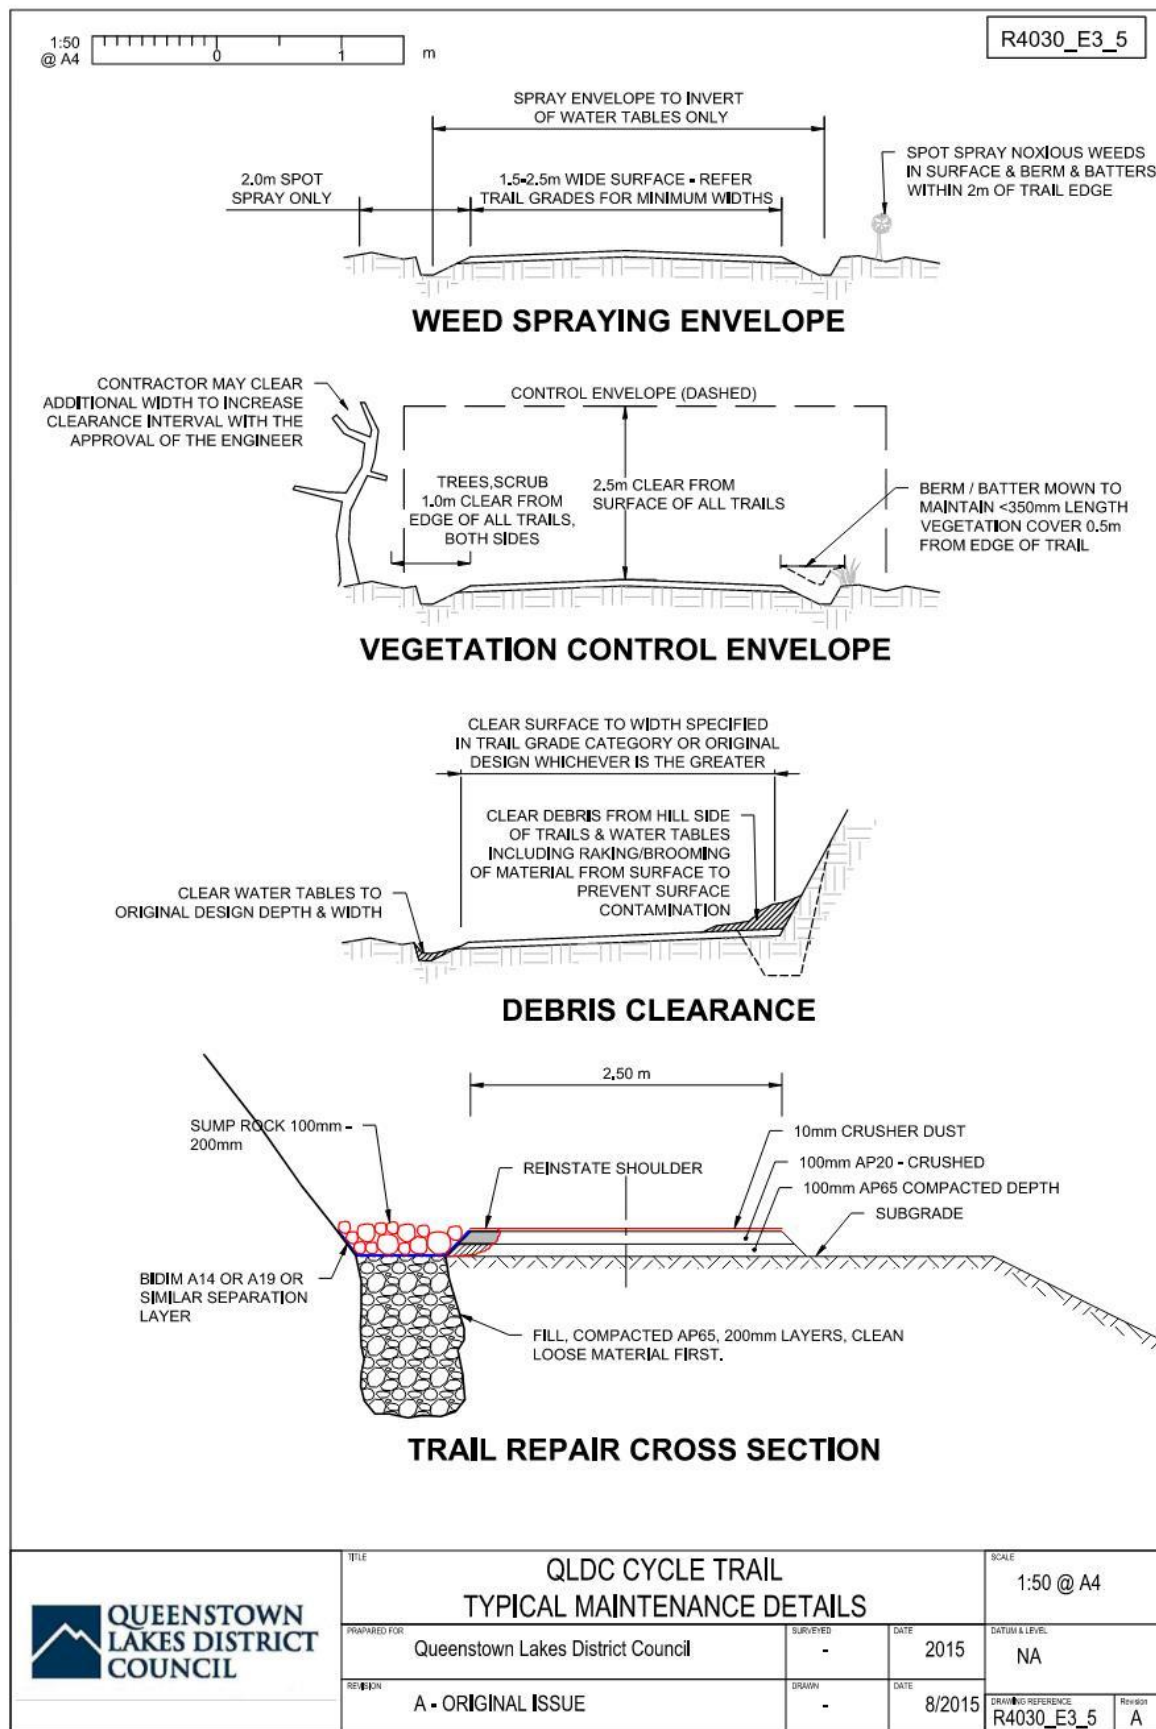 1:50
@ A4
0
1
m
R4030_E3_5
SPRAY ENVELOPE TO INVERT
OF WATER TABLES ONLY
2.0m SPOT
SPRAY ONLY
1.5-2.5m WIDE SURFACE - REFER
TRAIL GRADES FOR MINIMUM WIDTHS
SPOT SPRAY NOXIOUS WEEDS
IN SURFACE & BERM & BATTERS
WITHIN 2m OF TRAIL EDGE
WEED SPRAYING ENVELOPE
CONTRACTOR MAY CLEAR
ADDITIONAL WIDTH TO INCREASE
CLEARANCE INTERVAL WITH THE
APPROVAL OF THE ENGINEER
CONTROL ENVELOPE (DASHED)
TREES,SCRUB
1.0m CLEAR FROM
EDGE OF ALL TRAILS,
BOTH SIDES
2.5m CLEAR FROM
SURFACE OF ALL TRAILS
BERM / BATTER MOWN TO
MAINTAIN <350mm LENGTH
VEGETATION COVER 0.5m
FROM EDGE OF TRAIL
VEGETATION CONTROL ENVELOPE
CLEAR SURFACE TO WIDTH SPECIFIED
IN TRAIL GRADE CATEGORY OR ORIGINAL
DESIGN WHICHEVER IS THE GREATER
CLEAR DEBRIS FROM HILL SIDE
OF TRAILS & WATER TABLES
INCLUDING RAKING/BROOMING
OF MATERIAL FROM SURFACE TO
PREVENT SURFACE
CONTAMINATION
CLEAR WATER TABLES TO
ORIGINAL DESIGN DEPTH & WIDTH
DEBRIS CLEARANCE
2.50 m
SUMP ROCK 100mm -
200mm
REINSTATE SHOULDER
10mm CRUSHER DUST
100mm AP20 - CRUSHED
100mm AP65 COMPACTED DEPTH
SUBGRADE
BIDIM A14 OR A19 OR
SIMILAR SEPARATION
LAYER
FILL, COMPACTED AP65, 200mm LAYERS, CLEAN
LOOSE MATERIAL FIRST.
TRAIL REPAIR CROSS SECTION
QUEENSTOWN
LAKES DISTRICT
COUNCIL
TITLE
QLDC CYCLE TRAIL
TYPICAL MAINTENANCE DETAILS
SCALE
1:50 @ A4
PRAPARED FOR
Queenstown Lakes District Council
SURVEYED
-
DATE
2015
DATUM & LEVEL
NA
REVISION
A - ORIGINAL ISSUE
DRAWN
-
DATE
8/2015
DRAWING REFERENCE
R4030_E3_5
Revision
A